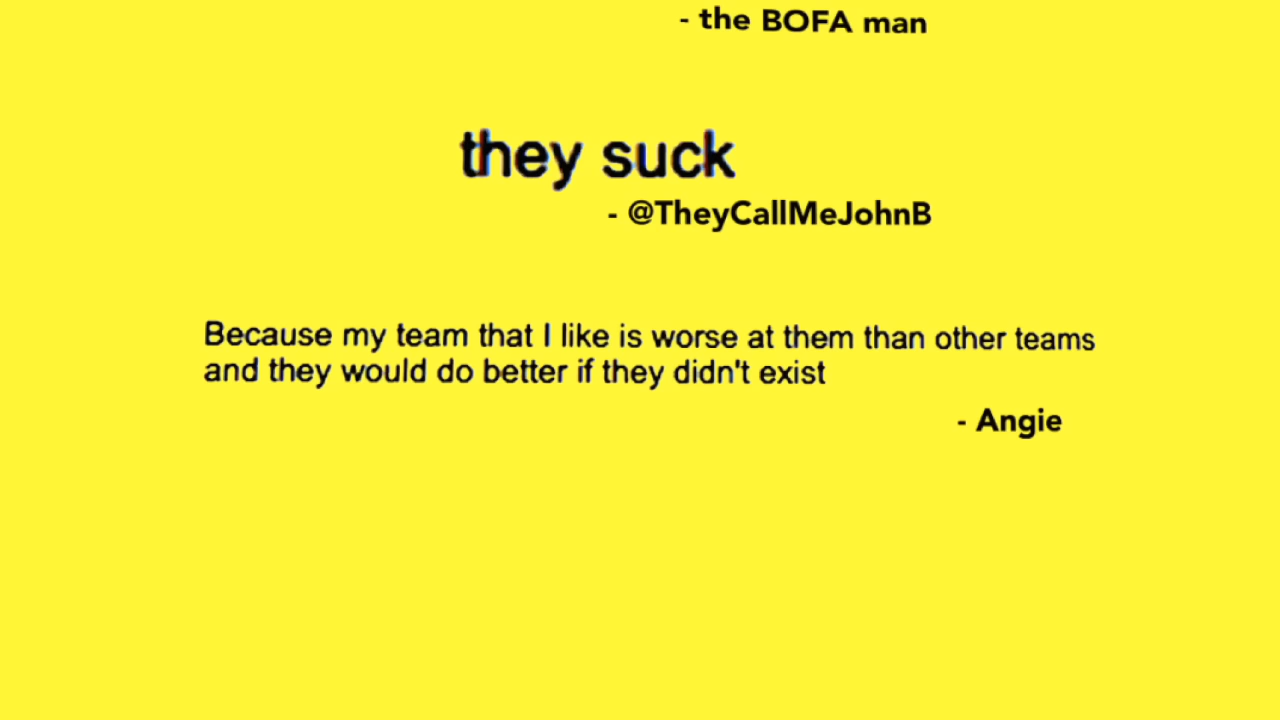 - the BOFA man
they suck
- @TheyCallMeJohnB
Because my team that I like is worse at them than other teams
and they would do better if they didn't exist
- Angie